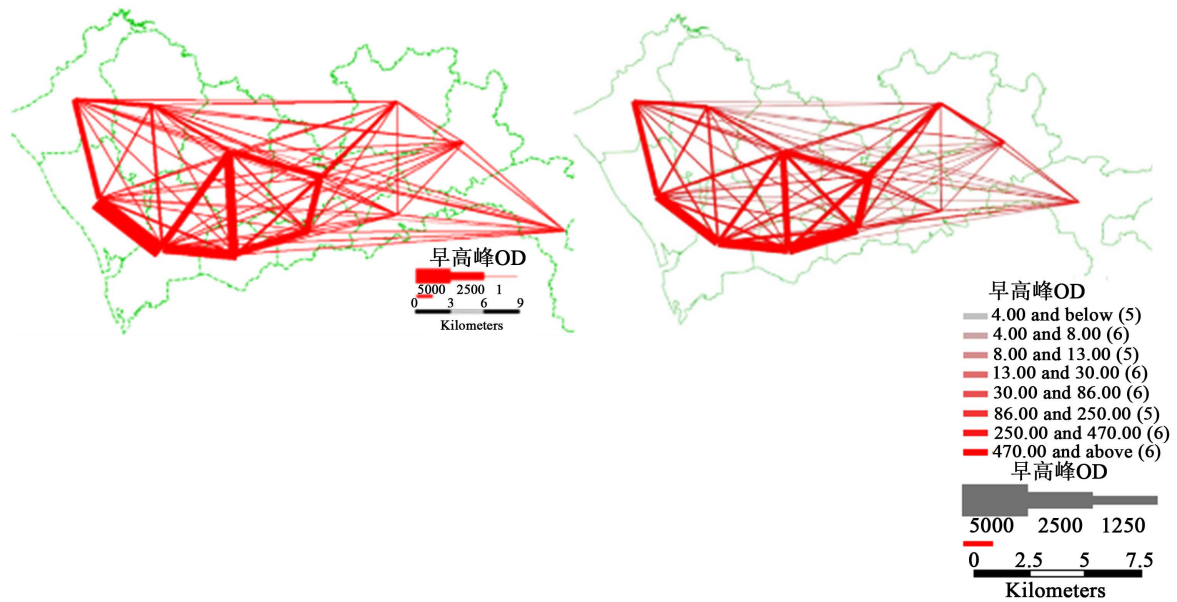 早高峰OD
5000 2500 1
0 3 6 9
Kilometers
早高峰OD
4.00 and below (5)
4.00 and 8.00 (6)
8.00 and 13.00 (5)
13.00 and 30.00 (6)
30.00 and 86.00 (6)
86.00 and 250.00 (5)
250.00 and 470.00 (6)
470.00 and above (6)
早高峰OD
5000 2500 1250
0 2.5 5 7.5
Kilometers